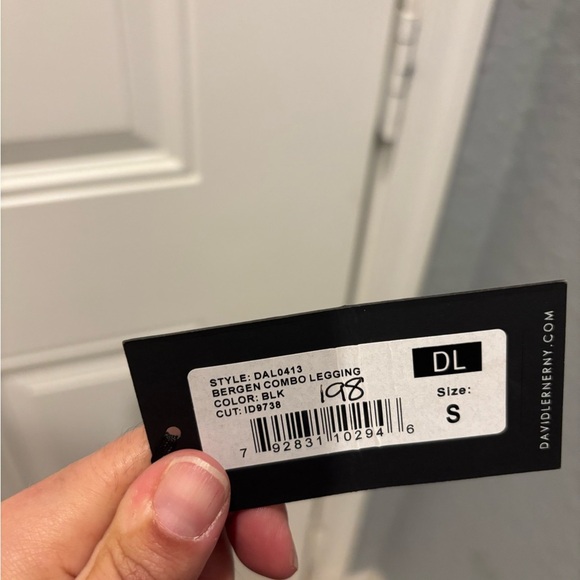 STYLE: DAL0413
BERGEN COMBO LEGGING
COLOR: BLK
CUT: ID9738
198
7 92831 10294 6
DL
Size:
S
DAVIDLERNERNY.COM